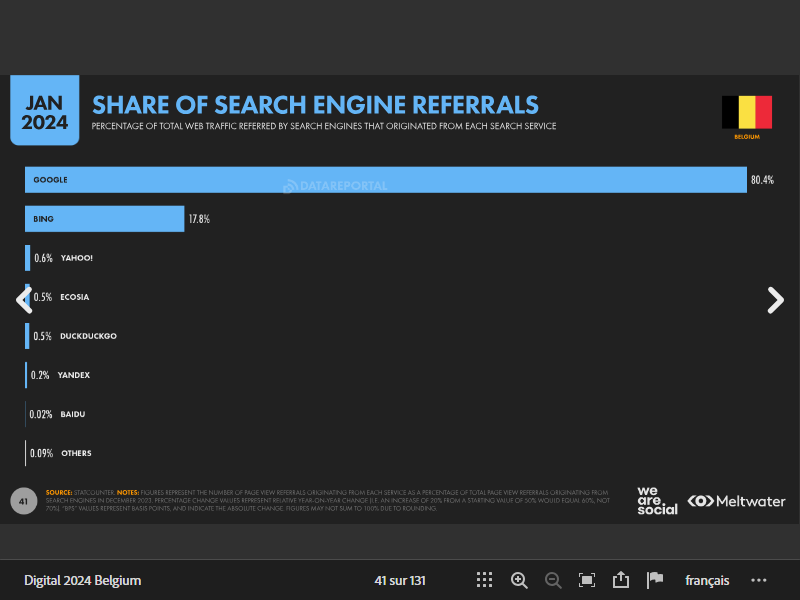 JAN
2024
SHARE OF SEARCH ENGINE REFERRALS
PERCENTAGE OF TOTAL WEB TRAFFIC REFERRED BY SEARCH ENGINES THAT ORIGINATED FROM EACH SEARCH SERVICE
BELGIUM
GOOGLE 80.4%
DATAREPORTAL
BING 17.8%
0.6% YAHOO!
0.5% ECOSIA
0.5% DUCKDUCKGO
0.2% YANDEX
0.02% BAIDU
0.09% OTHERS
41
SOURCE: STATCOUNTER. NOTES: FIGURES REPRESENT THE NUMBER OF PAGE VIEW REFERRALS ORIGINATING FROM EACH SERVICE AS A PERCENTAGE OF TOTAL PAGE VIEW REFERRALS ORIGINATING FROM
SEARCH ENGINES IN DECEMBER 2023. PERCENTAGE CHANGE VALUES REPRESENT RELATIVE YEAR-ON-YEAR CHANGE (I.E. AN INCREASE OF 20% FROM A STARTING VALUE OF 50% WOULD EQUAL 60%, NOT
70%). "BPS" VALUES REPRESENT BASIS POINTS, AND INDICATE THE ABSOLUTE CHANGE. FIGURES MAY NOT SUM TO 100% DUE TO ROUNDING.
we
are.
social
Meltwater
Digital 2024 Belgium
41 sur 131
français